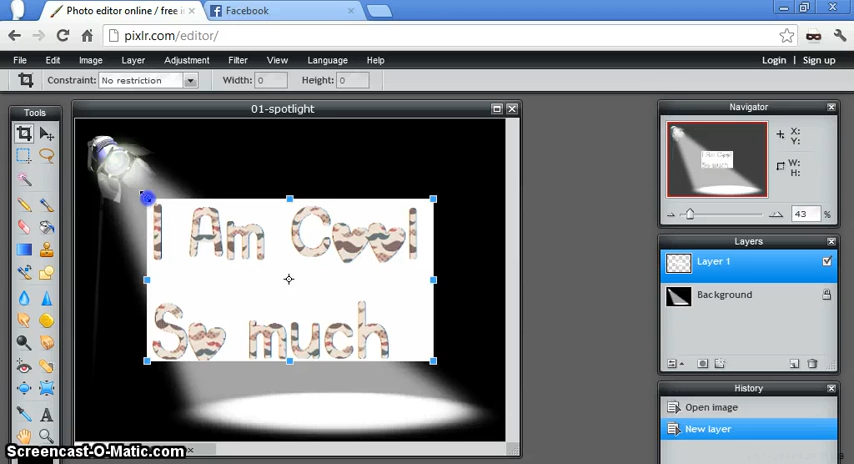 Photo editor online / free i
Facebook
pixlr.com/editor/
File Edit Image Layer Adjustment Filter View Language Help
Login Sign up
Constraint: No restriction Width: 0 Height: 0
Tools
01-spotlight
I Am Cool
So much
Navigator
X:
Y:
W:
H:
43 %
Layers
Layer 1
Background
History
Open image
New layer
Screencast-O-Matic.com